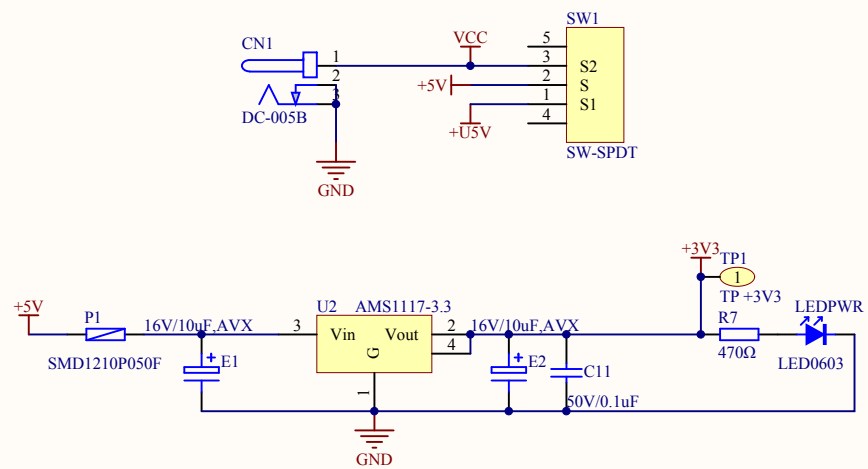 SW1
VCC
CN1
5
1
3
S2
2
+5V
2
S
3
1
S1
DC-005B
+U5V
4
SW-SPDT
GND
+3V3
TP1
1
+5V
P1
U2
AMS1117-3.3
TP +3V3
LEDPWR
16V/10uF,AVX
3
Vin
Vout
2
16V/10uF,AVX
R7
4
470Ω
SMD1210P050F
E1
G
E2
C11
LED0603
1
50V/0.1uF
GND